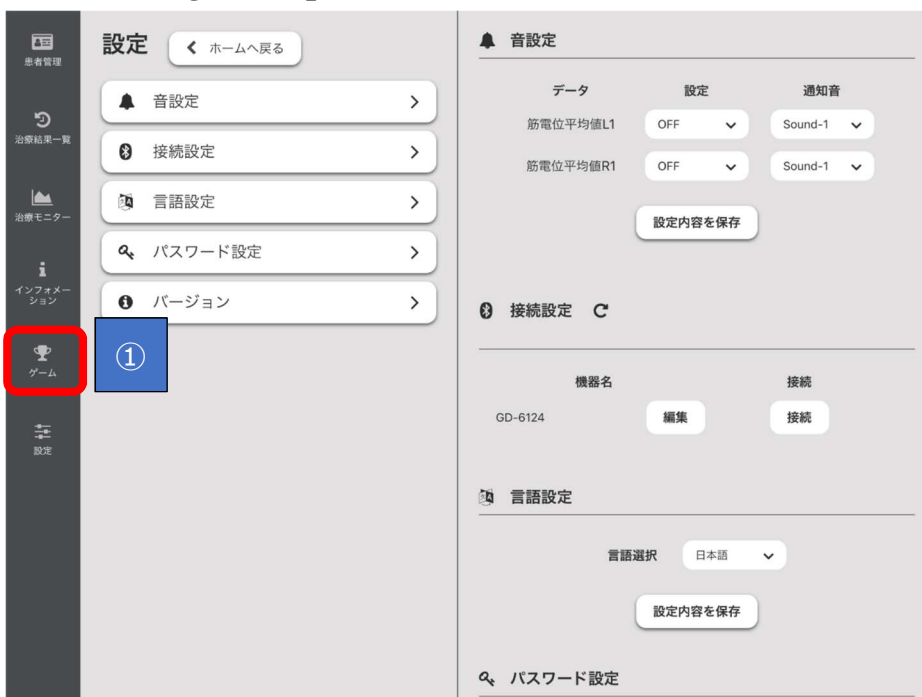 患者管理
治療結果一覧
治療モニター
インフォメー
ション
ゲーム
設定
①
設定
ホームへ戻る
音設定
接続設定
言語設定
パスワード設定
バージョン
音設定
データ 設定 通知音
筋電位平均値L1 OFF Sound-1
筋電位平均値R1 OFF Sound-1
設定内容を保存
接続設定
機器名 接続
GD-6124 編集 接続
言語設定
言語選択 日本語
設定内容を保存
パスワード設定